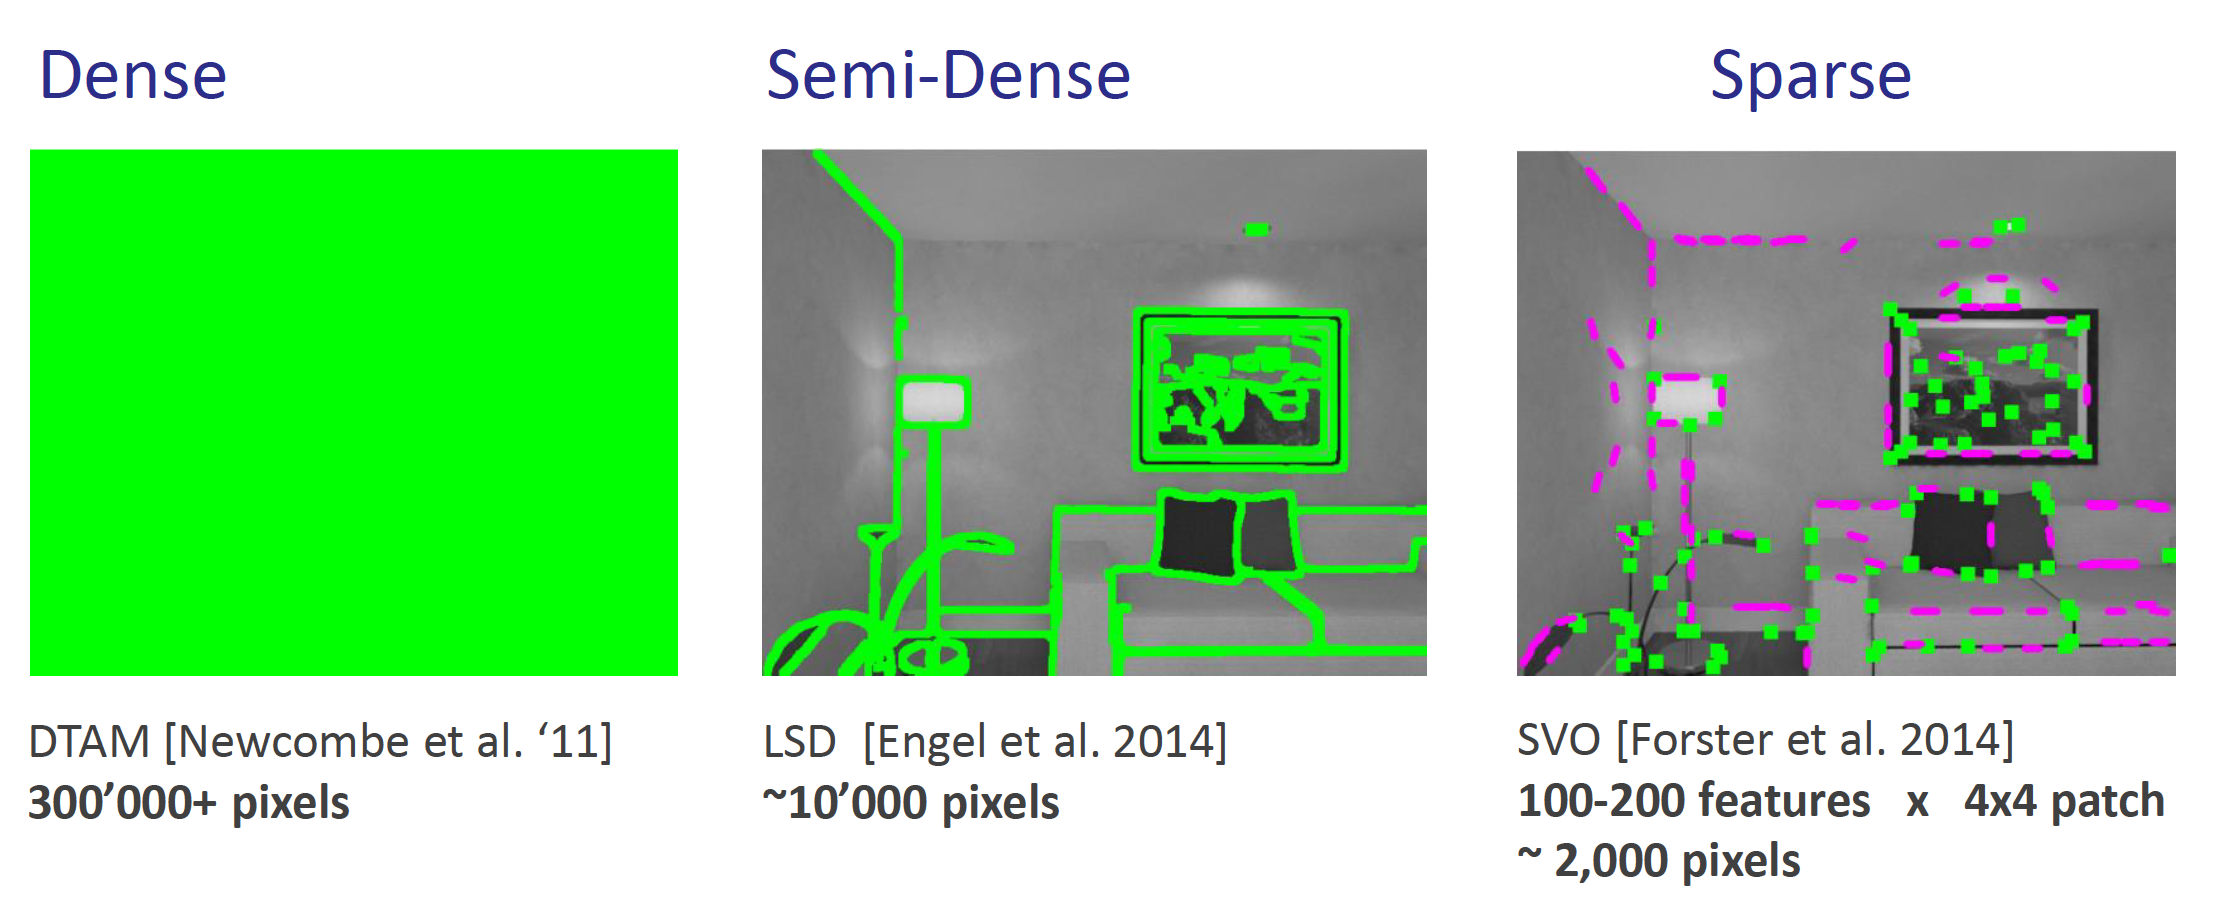 Dense
Semi-Dense
Sparse
DTAM [Newcombe et al. ‘11]
300’000+ pixels
LSD  [Engel et al. 2014]
~10’000 pixels
SVO [Forster et al. 2014]
100-200 features   x   4x4 patch
~ 2,000 pixels